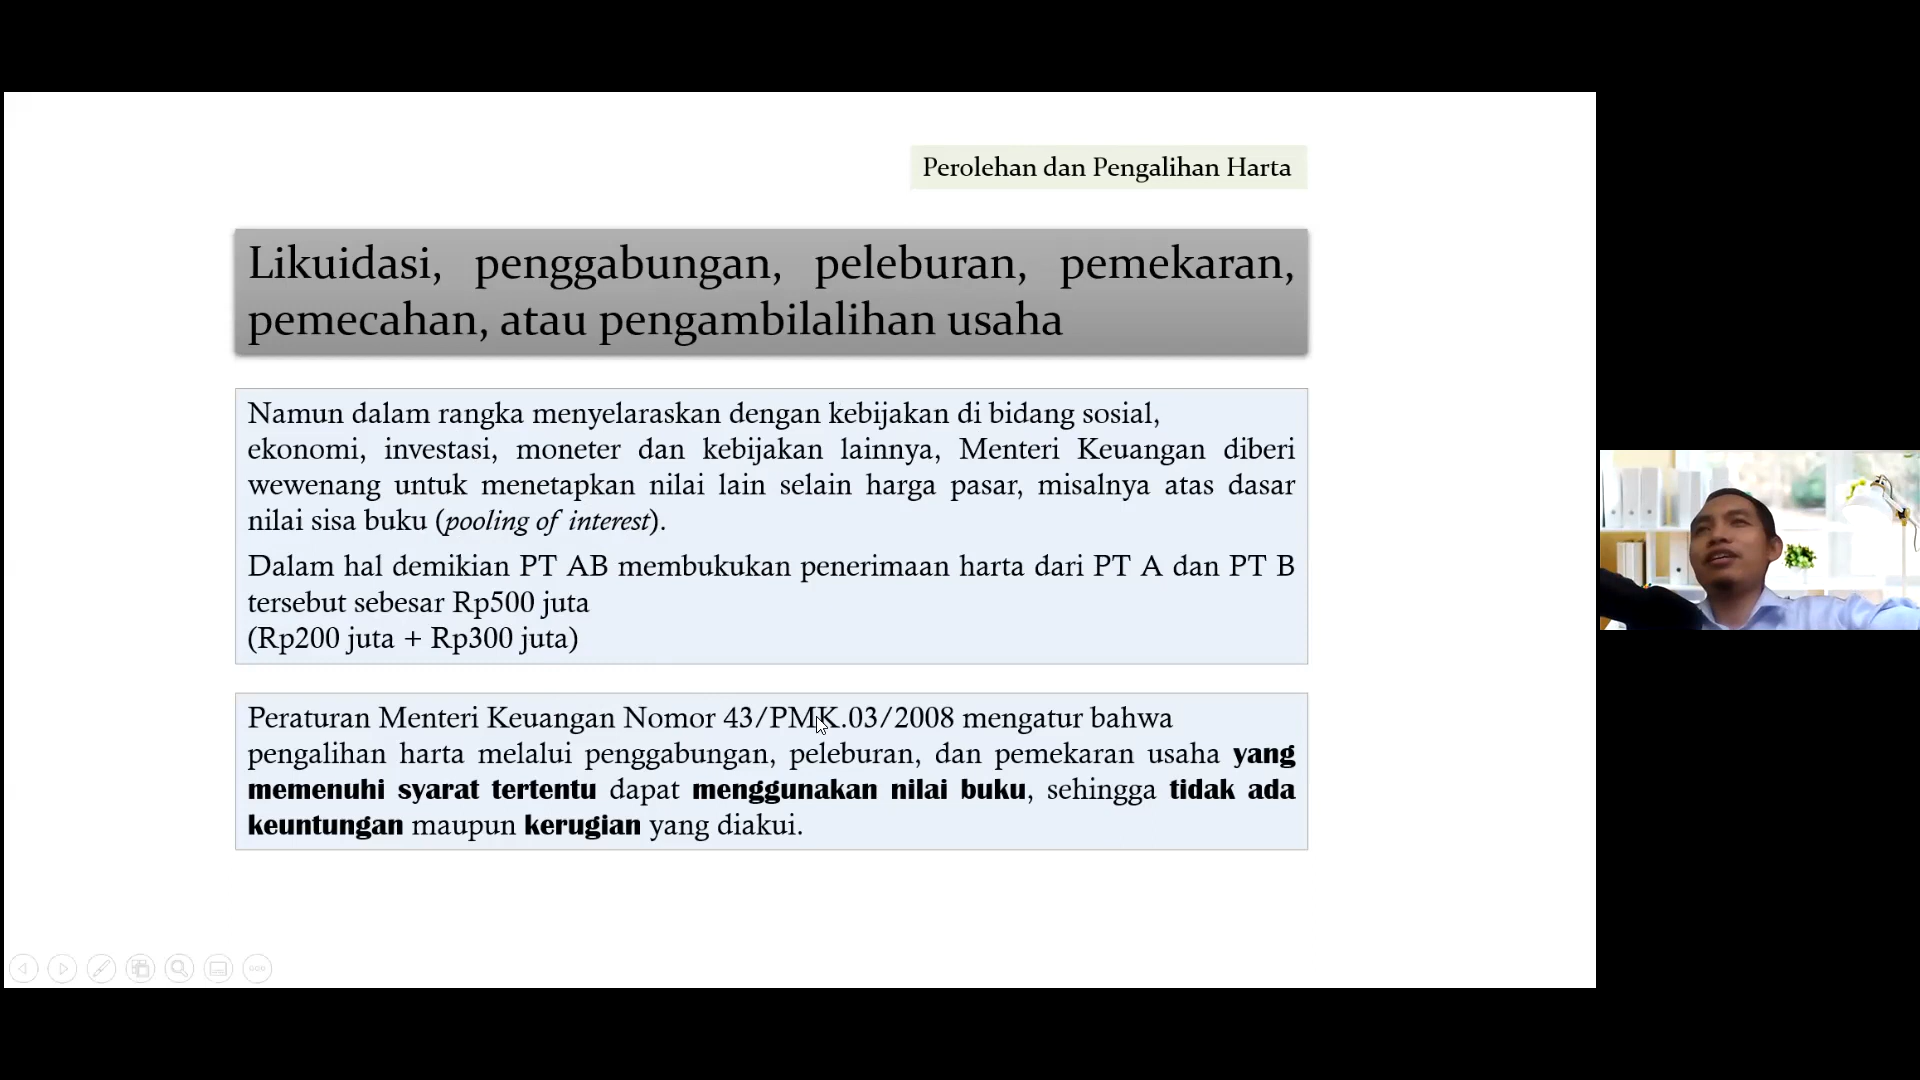 Perolehan dan Pengalihan Harta
Likuidasi, penggabungan, peleburan, pemekaran,
pemecahan, atau pengambilalihan usaha
Namun dalam rangka menyelaraskan dengan kebijakan di bidang sosial,
ekonomi, investasi, moneter dan kebijakan lainnya, Menteri Keuangan diberi
wewenang untuk menetapkan nilai lain selain harga pasar, misalnya atas dasar
nilai sisa buku (pooling of interest).
Dalam hal demikian PT AB membukukan penerimaan harta dari PT A dan PT B
tersebut sebesar Rp500 juta
(Rp200 juta + Rp300 juta)
Peraturan Menteri Keuangan Nomor 43/PMK.03/2008 mengatur bahwa
pengalihan harta melalui penggabungan, peleburan, dan pemekaran usaha yang
memenuhi syarat tertentu dapat menggunakan nilai buku, sehingga tidak ada
keuntungan maupun kerugian yang diakui.